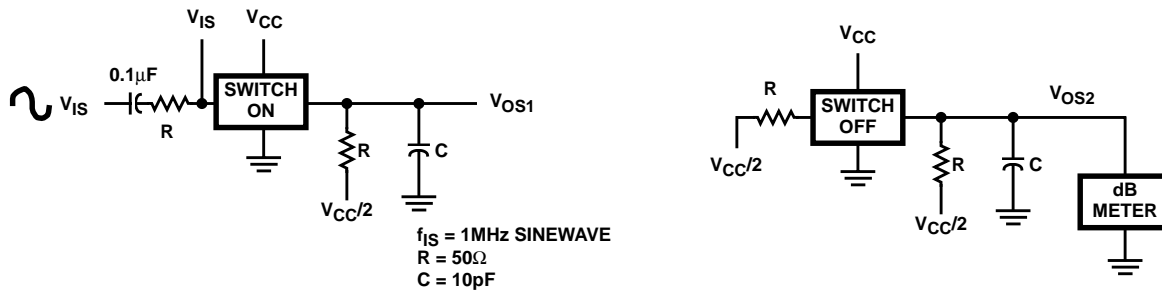 V_IS
V_CC
0.1μF
V_IS
R
SWITCH
ON
V_OS1
R
C
V_CC/2
f_IS = 1MHz SINEWAVE
R = 50Ω
C = 10pF
V_CC
R
SWITCH
OFF
V_OS2
V_CC/2
R
C
V_CC/2
dB
METER